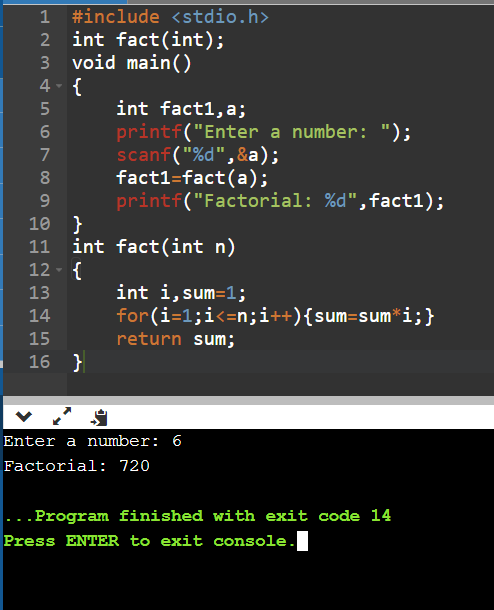 1 #include <stdio.h>
2 int fact(int);
3 void main()
4 {
5     int fact1,a;
6     printf("Enter a number: ");
7     scanf("%d",&a);
8     fact1=fact(a);
9     printf("Factorial: %d",fact1);
10 }
11 int fact(int n)
12 {
13     int i,sum=1;
14     for(i=1;i<=n;i++){sum=sum*i;}
15     return sum;
16 }
Enter a number: 6
Factorial: 720
...Program finished with exit code 14
Press ENTER to exit console.